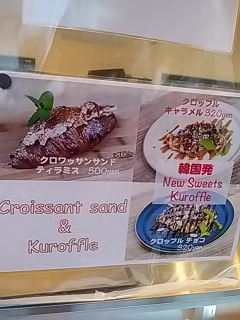 クロワッサンサンド
ティラミス 500yen
クロッフル
キャラメル 320yen
韓国発
New Sweets
Kuroffle
クロッフル チョコ
320yen
Croissant sand
&
Kuroffle